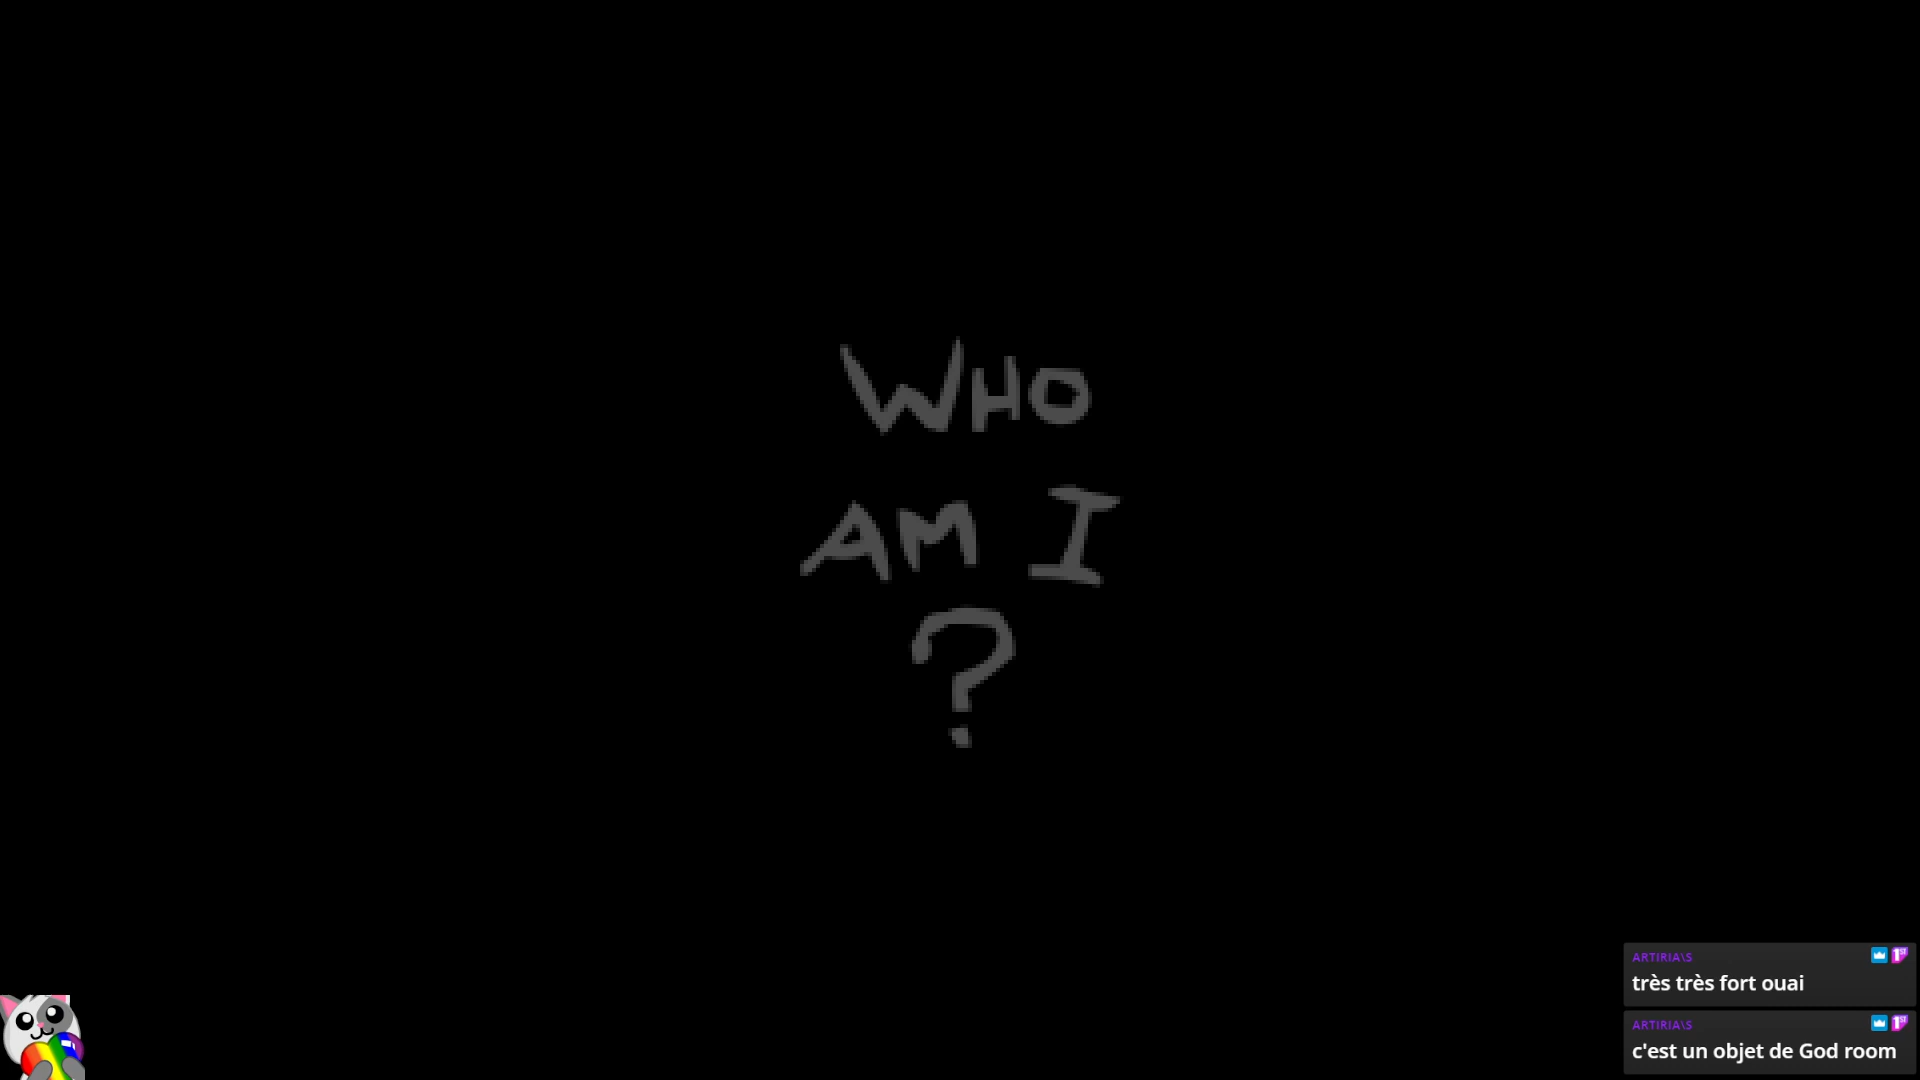 WHO
AM I
?
ARTIRIA\S
très très fort ouai
ARTIRIA\S
c'est un objet de God room